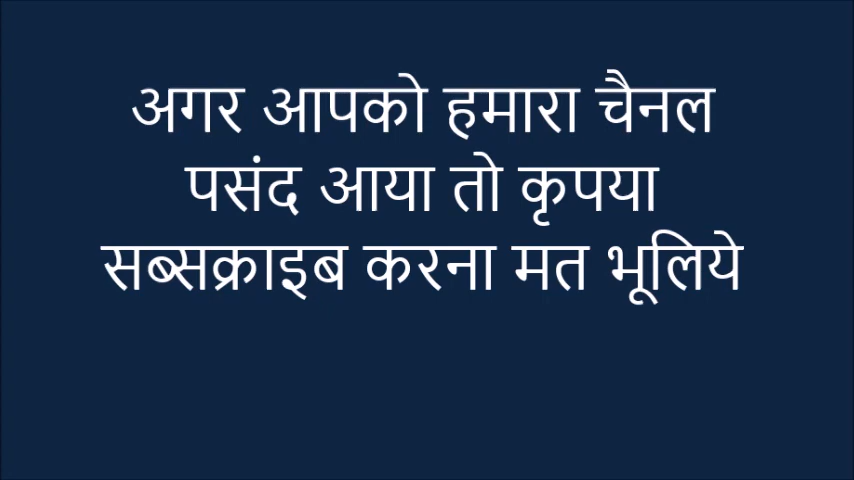 अगर आपको हमारा चैनल
पसंद आया तो कृपया
सब्सक्राइब करना मत भूलिये